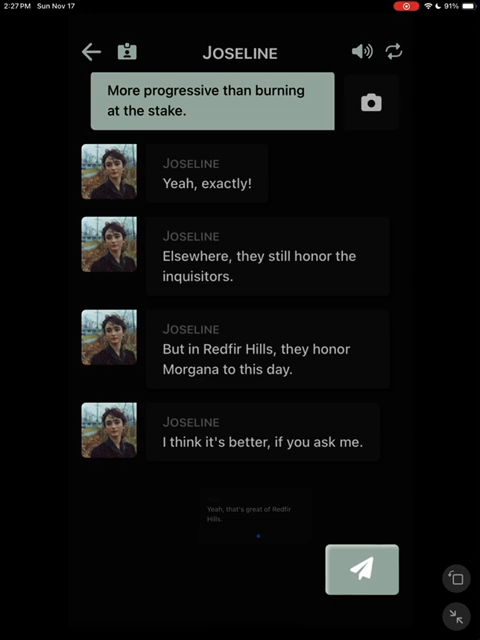 2:27 PM Sun Nov 17
91%
JOSELINE
More progressive than burning
at the stake.
JOSELINE
Yeah, exactly!
JOSELINE
Elsewhere, they still honor the
inquisitors.
JOSELINE
But in Redfir Hills, they honor
Morgana to this day.
JOSELINE
I think it's better, if you ask me.
Yeah, that's great of Redfir
Hills.